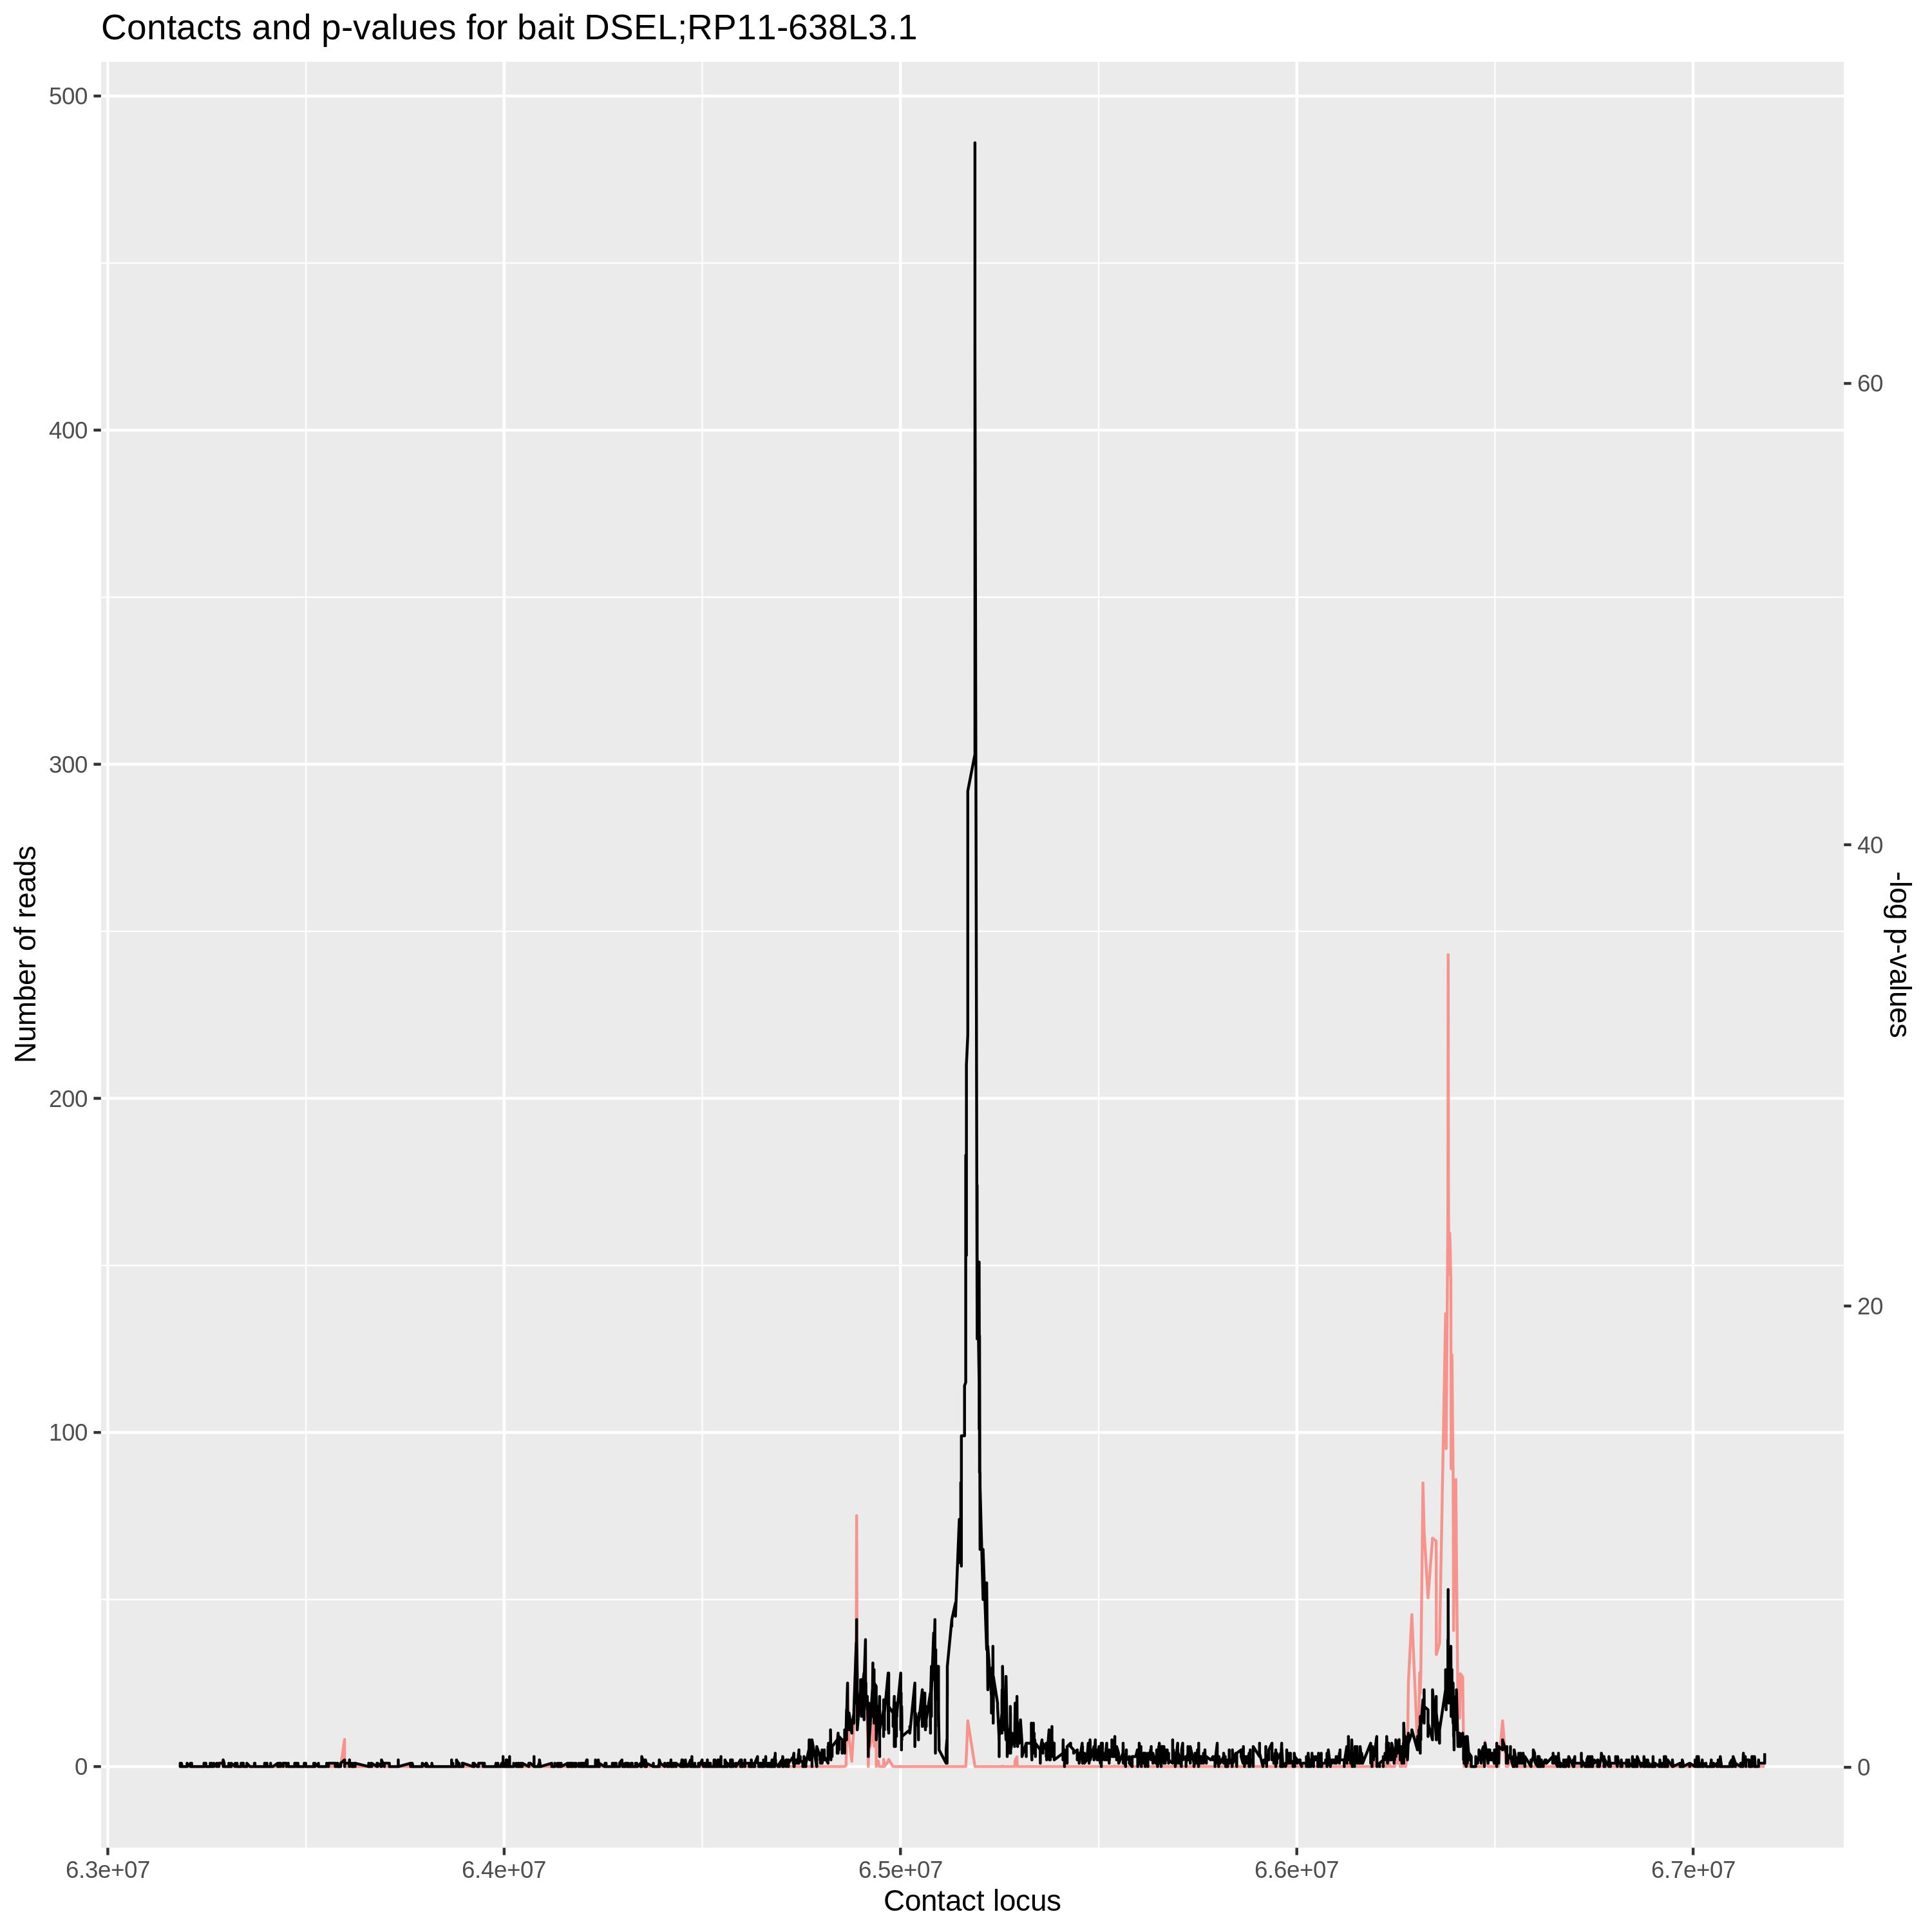 Contacts and p-values for bait DSEL;RP11-638L3.1
500
400
300
200
100
0
Number of reads
60
40
20
0
-log p-values
6.3e+07
6.4e+07
6.5e+07
6.6e+07
6.7e+07
Contact locus